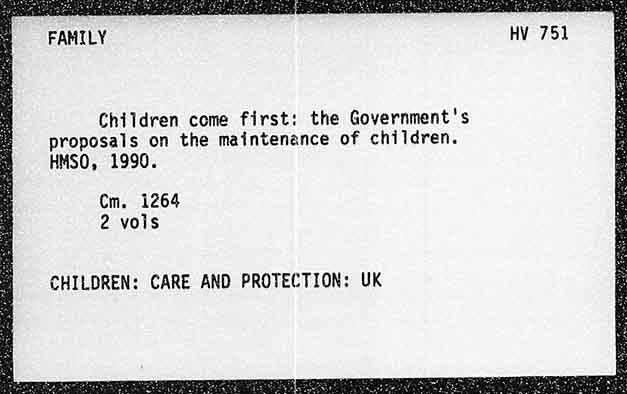 FAMILY HV 751
Children come first: the Government's
proposals on the maintenance of children.
HMSO, 1990.
Cm. 1264
2 vols
CHILDREN: CARE AND PROTECTION: UK